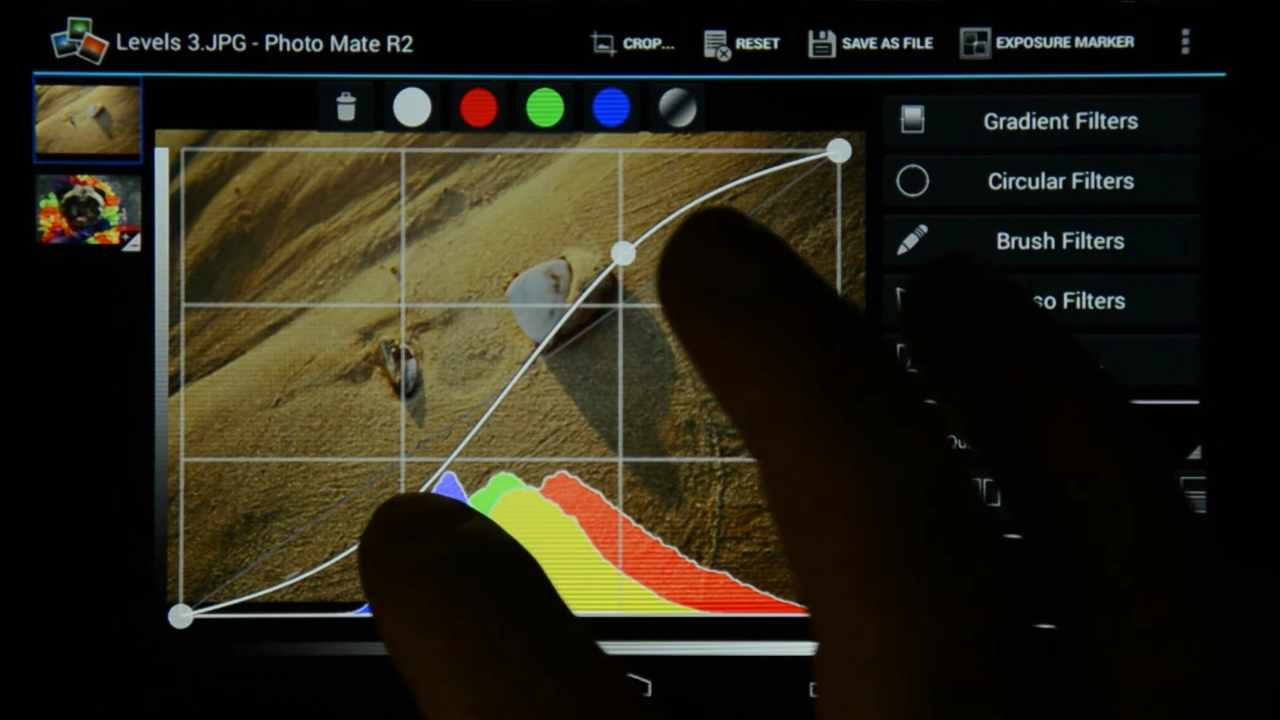 Levels 3.JPG - Photo Mate R2
CROP...
RESET
SAVE AS FILE
EXPOSURE MARKER
Gradient Filters
Circular Filters
Brush Filters
Filters